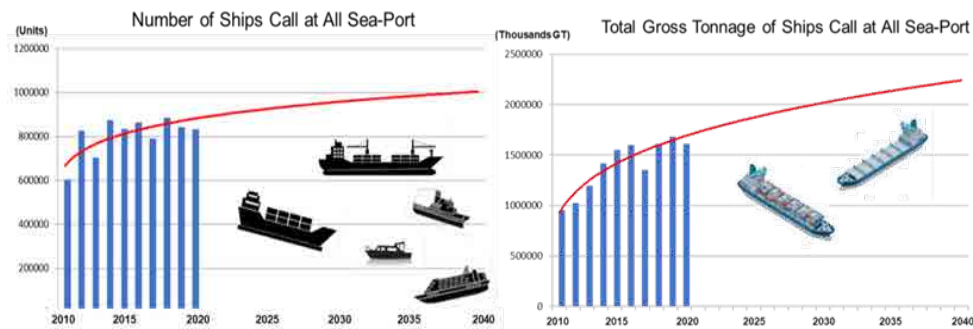 Number of Ships Call at All Sea-Port
(Units)
1200000
1000000
800000
600000
400000
200000
-
2010 2015 2020 2025 2030 2035 2040
Total Gross Tonnage of Ships Call at All Sea-Port
(Thousands GT)
2500000
2000000
1500000
1000000
500000
0
2010 2015 2020 2025 2030 2035 2040